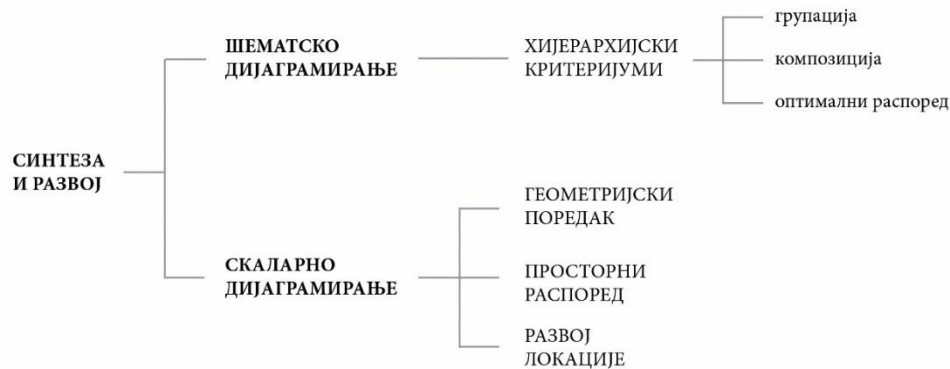 групација
ШЕМАТСКО
ДИЈАГРАМИРАЊЕ
ХИЈЕРАРХИЈСКИ
КРИТЕРИЈУМИ
композиција
оптимални распоред
СИНТЕЗА
И РАЗВОЈ
ГЕОМЕТРИЈСКИ
ПОРЕДАК
СКАЛАРНО
ДИЈАГРАМИРАЊЕ
ПРОСТОРНИ
РАСПОРЕД
РАЗВОЈ
ЛОКАЦИЈЕ